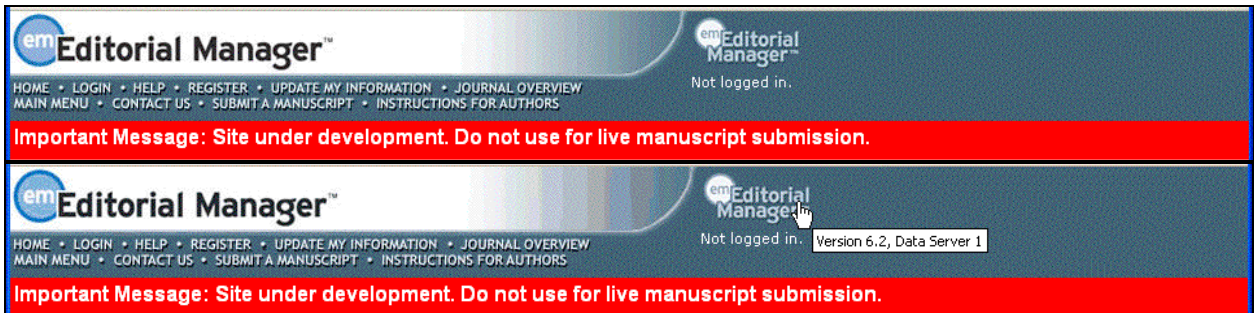 em Editorial Manager™
em Editorial
Manager™
Not logged in.
HOME • LOGIN • HELP • REGISTER • UPDATE MY INFORMATION • JOURNAL OVERVIEW
MAIN MENU • CONTACT US • SUBMIT A MANUSCRIPT • INSTRUCTIONS FOR AUTHORS
Important Message: Site under development. Do not use for live manuscript submission.
em Editorial Manager™
em Editorial
Manager
Not logged in.
Version 6.2, Data Server 1
HOME • LOGIN • HELP • REGISTER • UPDATE MY INFORMATION • JOURNAL OVERVIEW
MAIN MENU • CONTACT US • SUBMIT A MANUSCRIPT • INSTRUCTIONS FOR AUTHORS
Important Message: Site under development. Do not use for live manuscript submission.